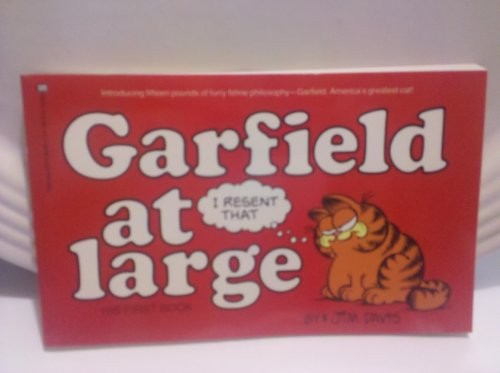 Introducing fifteen pounds of furry feline philosophy—Garfield. America's greatest cat!
Garfield
at
I RESENT
THAT
large
HIS FIRST BOOK
BY: JIM DAVIS